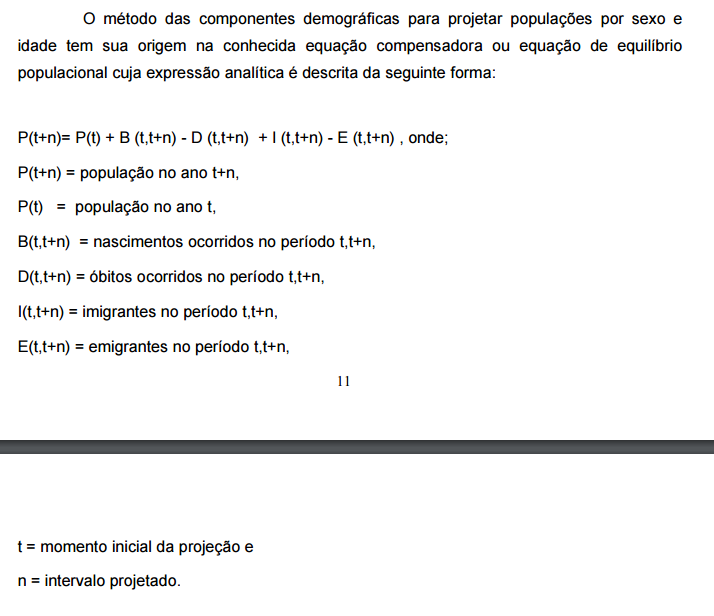 O método das componentes demográficas para projetar populações por sexo e
idade tem sua origem na conhecida equação compensadora ou equação de equilíbrio
populacional cuja expressão analítica é descrita da seguinte forma:
P(t+n)= P(t) + B (t,t+n) - D (t,t+n) + I (t,t+n) - E (t,t+n) , onde;
P(t+n) = população no ano t+n,
P(t) = população no ano t,
B(t,t+n) = nascimentos ocorridos no período t,t+n,
D(t,t+n) = óbitos ocorridos no período t,t+n,
I(t,t+n) = imigrantes no período t,t+n,
E(t,t+n) = emigrantes no período t,t+n,
11
t = momento inicial da projeção e
n = intervalo projetado.